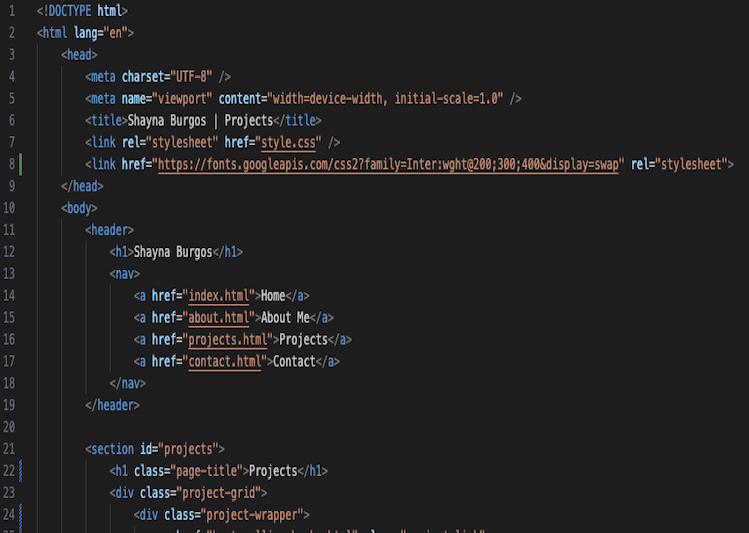 1 <!DOCTYPE html>
2 <html lang="en">
3 <head>
4 <meta charset="UTF-8" />
5 <meta name="viewport" content="width=device-width, initial-scale=1.0" />
6 <title>Shayna Burgos | Projects</title>
7 <link rel="stylesheet" href="style.css" />
8 <link href="https://fonts.googleapis.com/css2?family=Inter:wght@200;300;400&display=swap" rel="stylesheet">
9 </head>
10 <body>
11 <header>
12 <h1>Shayna Burgos</h1>
13 <nav>
14 <a href="index.html">Home</a>
15 <a href="about.html">About Me</a>
16 <a href="projects.html">Projects</a>
17 <a href="contact.html">Contact</a>
18 </nav>
19 </header>
20
21 <section id="projects">
22 <h1 class="page-title">Projects</h1>
23 <div class="project-grid">
24 <div class="project-wrapper">